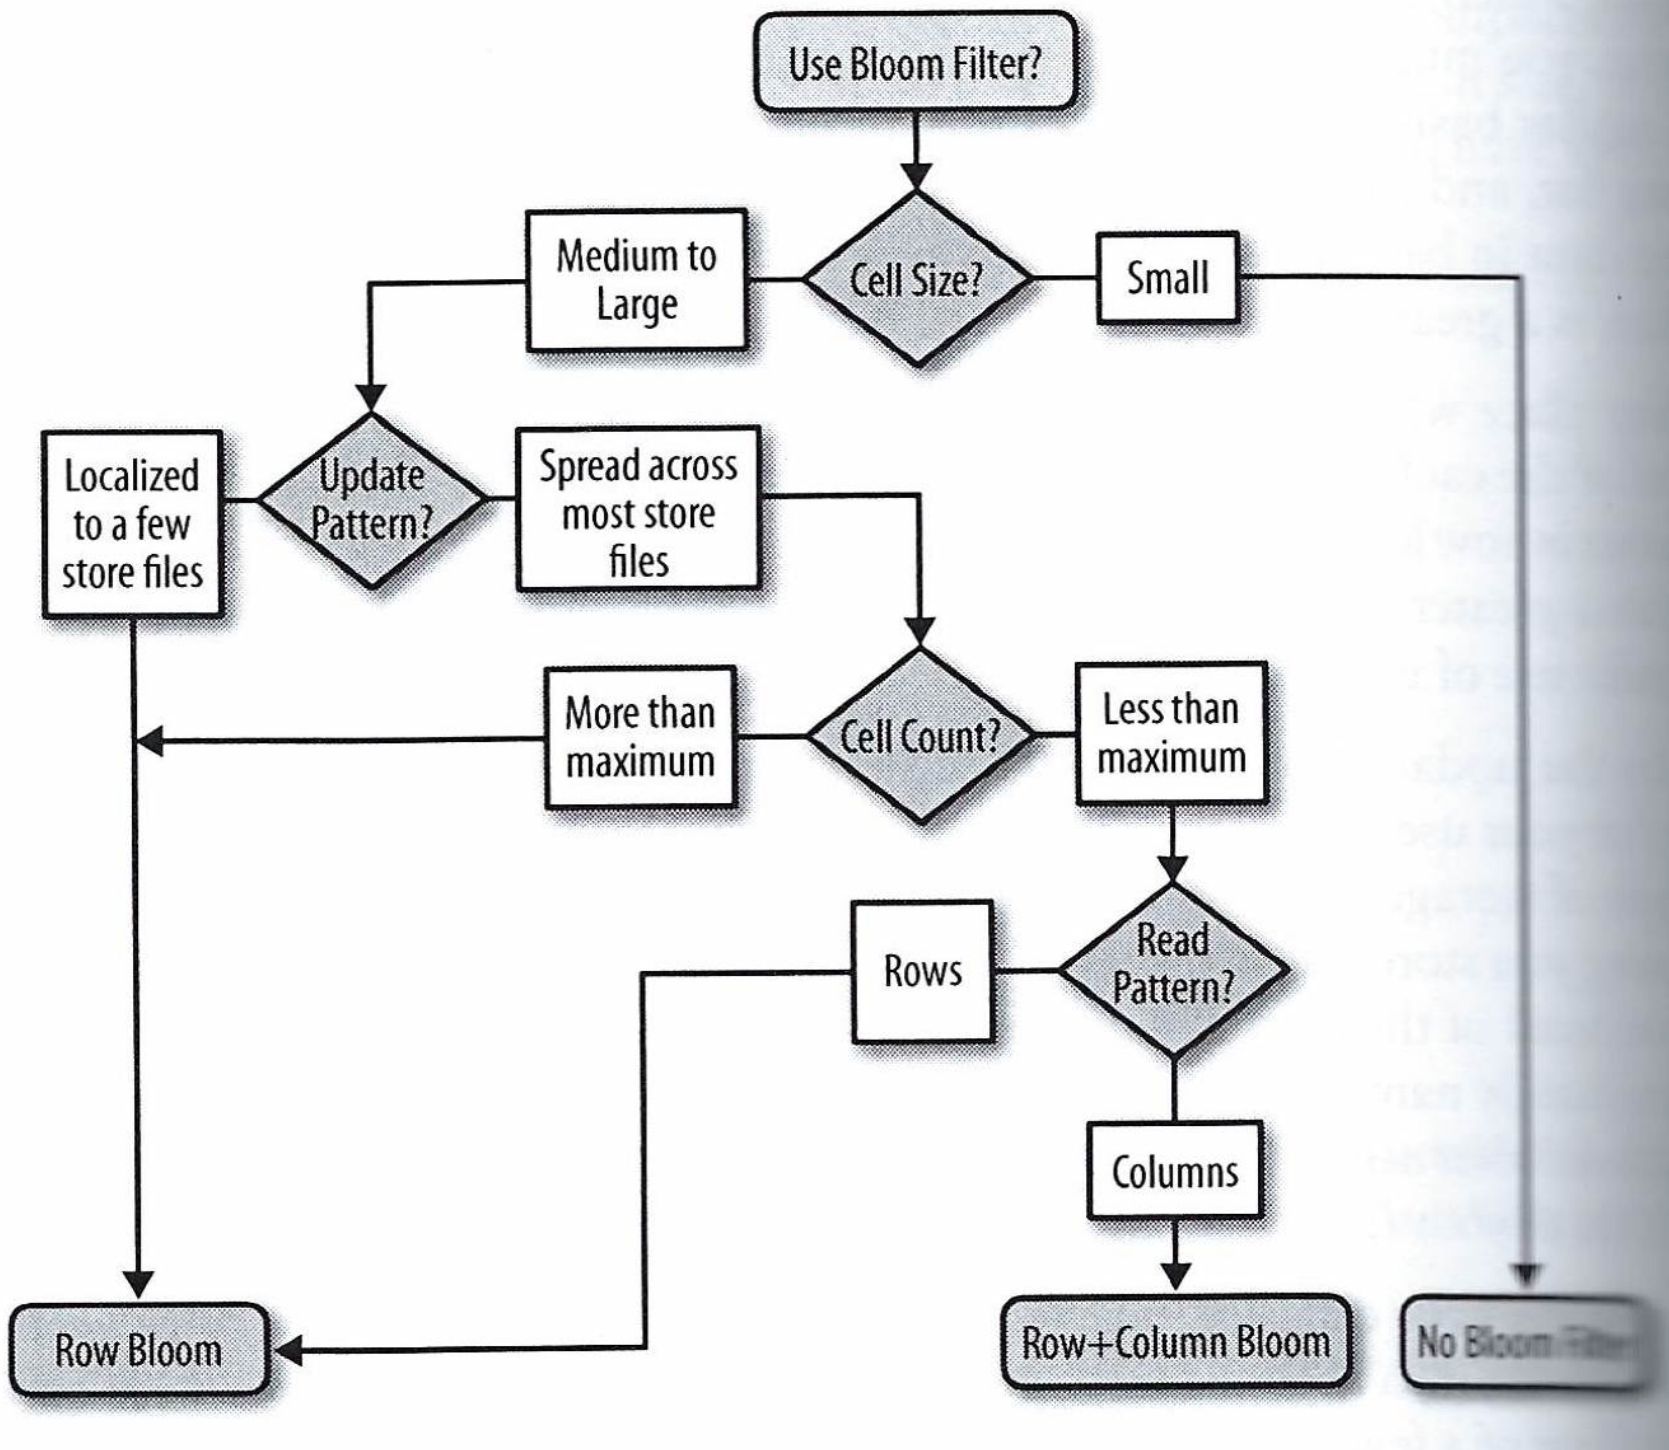 Use Bloom Filter?
Medium to
Large
Cell Size?
Small
Localized
to a few
store files
Update
Pattern?
Spread across
most store
files
More than
maximum
Cell Count?
Less than
maximum
Rows
Read
Pattern?
Columns
Row Bloom
Row+Column Bloom
No Bloom Filter